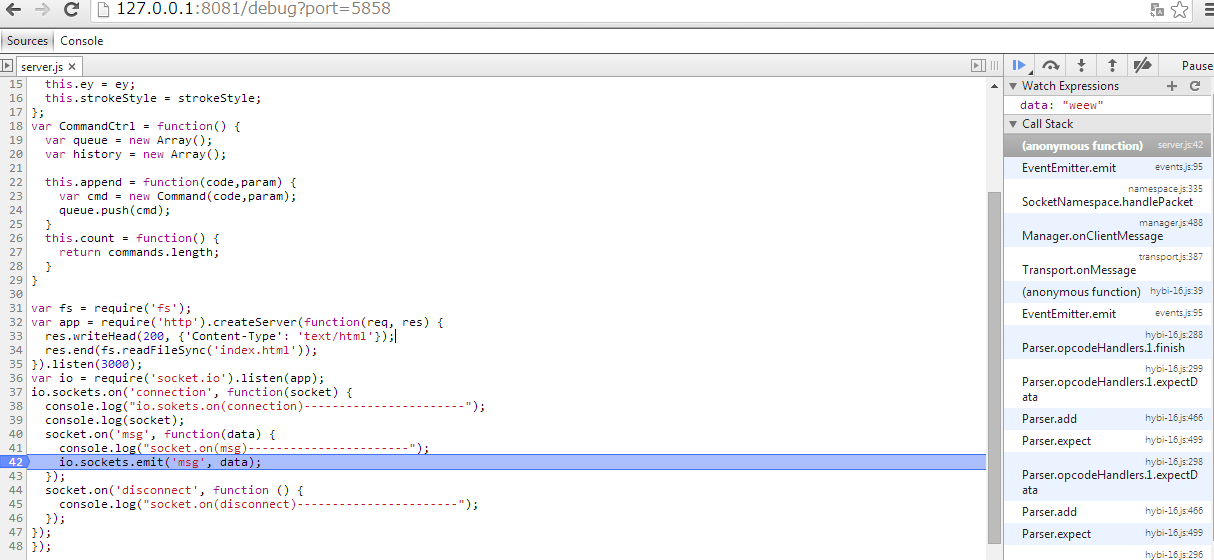 127.0.0.1:8081/debug?port=5858
Sources Console
server.js ×
15 this.ey = ey;
16 this.strokeStyle = strokeStyle;
17 };
18 var CommandCtrl = function() {
19 var queue = new Array();
20 var history = new Array();
21
22 this.append = function(code,param) {
23 var cmd = new Command(code,param);
24 queue.push(cmd);
25 }
26 this.count = function() {
27 return commands.length;
28 }
29 }
30
31 var fs = require('fs');
32 var app = require('http').createServer(function(req, res) {
33 res.writeHead(200, {'Content-Type': 'text/html'});
34 res.end(fs.readFileSync('index.html'));
35 }).listen(3000);
36 var io = require('socket.io').listen(app);
37 io.sockets.on('connection', function(socket) {
38 console.log("io.sokets.on(connection)-----------------------");
39 console.log(socket);
40 socket.on('msg', function(data) {
41 console.log("socket.on(msg)-----------------------");
42 io.sockets.emit('msg', data);
43 });
44 socket.on('disconnect', function () {
45 console.log("socket.on(disconnect)-----------------------");
46 });
47 });
48 });
Pause
Watch Expressions
data: "weew"
Call Stack
(anonymous function) server.js:42
EventEmitter.emit events.js:95
namespace.js:335
SocketNamespace.handlePacket
manager.js:488
Manager.onClientMessage
transport.js:387
Transport.onMessage
(anonymous function) hybi-16.js:39
EventEmitter.emit events.js:95
hybi-16.js:288
Parser.opcodeHandlers.1.finish
hybi-16.js:299
Parser.opcodeHandlers.1.expectD
ata
Parser.add hybi-16.js:466
Parser.expect hybi-16.js:499
hybi-16.js:298
Parser.opcodeHandlers.1.expectD
ata
Parser.add hybi-16.js:466
Parser.expect hybi-16.js:499
hybi-16.js:296